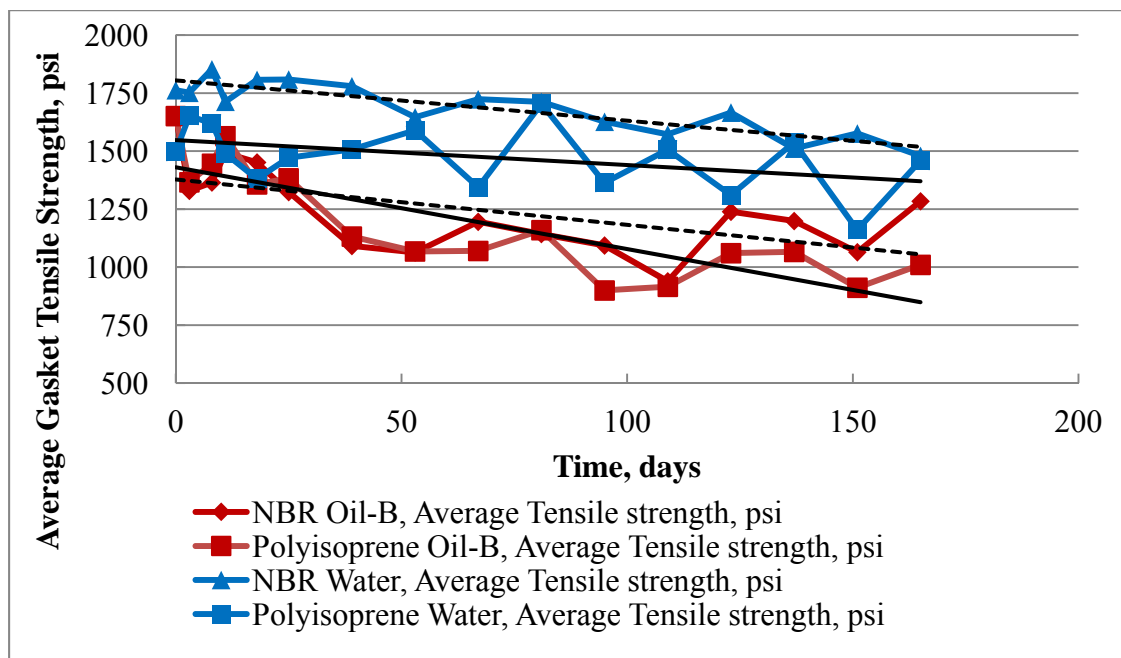 Average Gasket Tensile Strength, psi
2000
1750
1500
1250
1000
750
500
0
50
100
150
200
Time, days
NBR Oil-B, Average Tensile strength, psi
Polyisoprene Oil-B, Average Tensile strength, psi
NBR Water, Average Tensile strength, psi
Polyisoprene Water, Average Tensile strength, psi